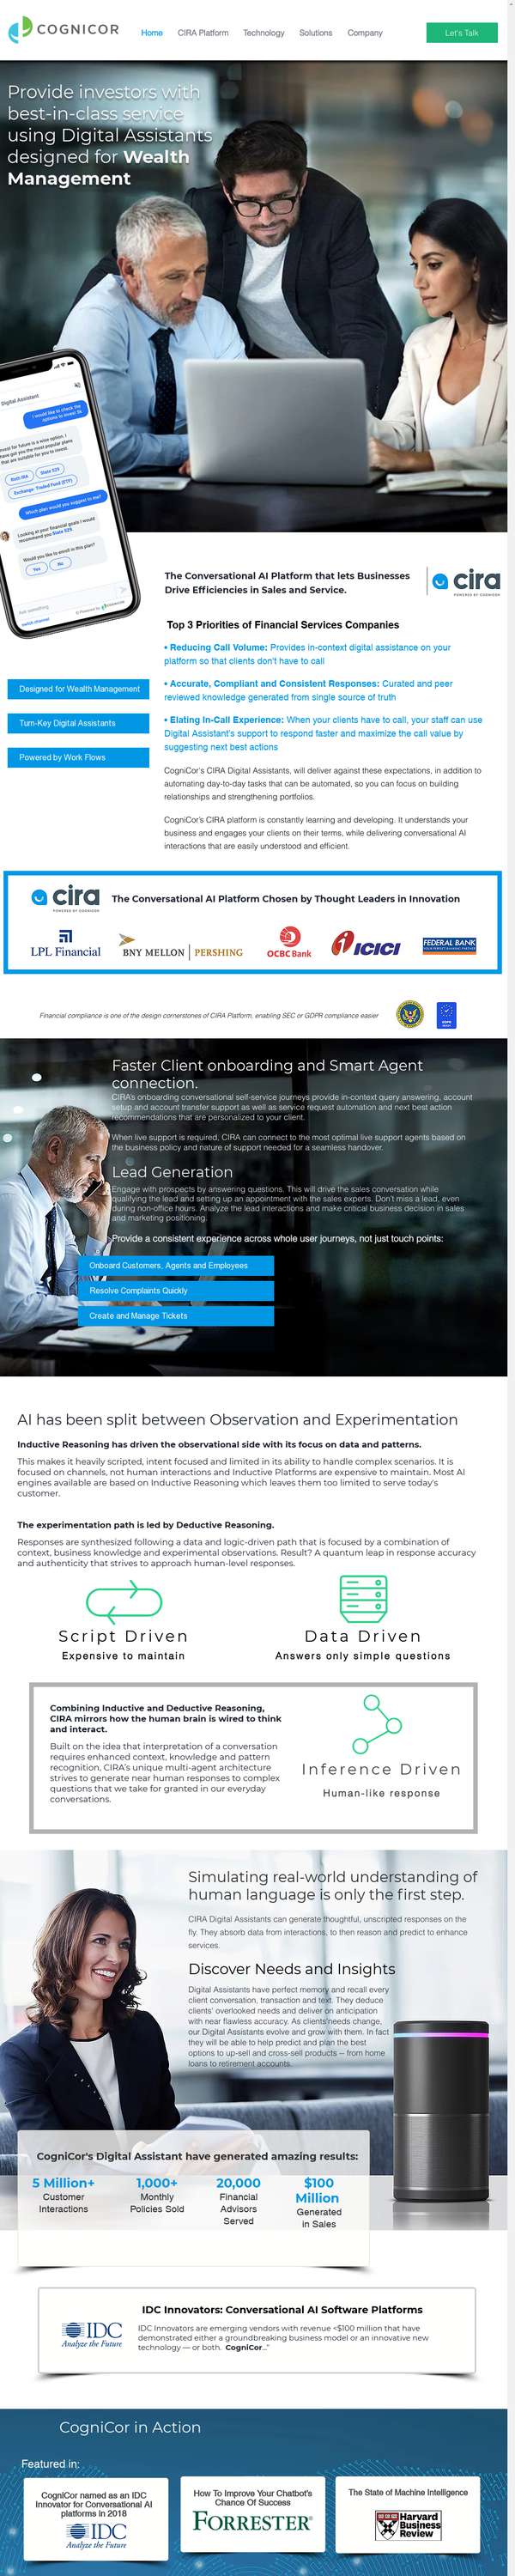 COGNICOR
Home CIRA Platform Technology Solutions Company Let's Talk
Provide investors with
best-in-class service
using Digital Assistants
designed for Wealth
Management
Digital Assistant
I would like to check the
options to invest
Which plan would you suggest to me?
Looking at your financial goals I would
recommend you State 529.
Would you like to enroll in this plan?
Yes No
Ask something
switch channel
The Conversational AI Platform that lets Businesses
Drive Efficiencies in Sales and Service.
cira
POWERED BY COGNICOR
Top 3 Priorities of Financial Services Companies
• Reducing Call Volume: Provides in-context digital assistance on your
platform so that clients don't have to call
• Accurate, Compliant and Consistent Responses: Curated and peer
reviewed knowledge generated from single source of truth
• Elating In-Call Experience: When your clients have to call, your staff can use
Digital Assistant's support to respond faster and maximize the call value by
suggesting next best actions
Designed for Wealth Management
Turn-Key Digital Assistants
Powered by Work Flows
CogniCor's CIRA Digital Assistants, will deliver against these expectations, in addition to
automating day-to-day tasks that can be automated, so you can focus on building
relationships and strengthening portfolios.
CogniCor's CIRA platform is constantly learning and developing. It understands your
business and engages your clients on their terms, while delivering conversational AI
interactions that are easily understood and efficient.
cira
POWERED BY COGNICOR
The Conversational AI Platform Chosen by Thought Leaders in Innovation
LPL Financial
BNY MELLON | PERSHING
OCBC Bank
ICICI
FEDERAL BANK
Financial compliance is one of the design cornerstones of CIRA Platform, enabling SEC or GDPR compliance easier
Faster Client onboarding and Smart Agent
connection.
CIRA's onboarding conversational self-service journeys provide in-context query answering, account
setup and account transfer support as well as service request automation and next best action
recommendations that are personalized to your client.
When live support is required, CIRA can connect to the most optimal live support agents based on
the business policy and nature of support needed for a seamless handover.
Lead Generation
Engage with prospects by answering questions. This will drive the sales conversation while
qualifying the lead and setting up an appointment with the sales experts. Don't miss a lead, even
during non-office hours. Analyze the lead interactions and make critical business decision in sales
and marketing positioning.
Provide a consistent experience across whole user journeys, not just touch points:
Onboard Customers, Agents and Employees
Resolve Complaints Quickly
Create and Manage Tickets
AI has been split between Observation and Experimentation
Inductive Reasoning has driven the observational side with its focus on data and patterns.
This makes it heavily scripted, intent focused and limited in its ability to handle complex scenarios. It is
focused on channels, not human interactions and Inductive Platforms are expensive to maintain. Most AI
engines available are based on Inductive Reasoning which leaves them too limited to serve today's
customer.
The experimentation path is led by Deductive Reasoning.
Responses are synthesized following a data and logic-driven path that is focused by a combination of
context, business knowledge and experimental observations. Result? A quantum leap in response accuracy
and authenticity that strives to approach human-level responses.
Script Driven
Expensive to maintain
Data Driven
Answers only simple questions
Combining Inductive and Deductive Reasoning,
CIRA mirrors how the human brain is wired to think
and interact.
Built on the idea that interpretation of a conversation
requires enhanced context, knowledge and pattern
recognition, CIRA's unique multi-agent architecture
strives to generate near human responses to complex
questions that we take for granted in our everyday
conversations.
Inference Driven
Human-like response
Simulating real-world understanding of
human language is only the first step.
CIRA Digital Assistants can generate thoughtful, unscripted responses on the
fly. They absorb data from interactions, to then reason and predict to enhance
services.
Discover Needs and Insights
Digital Assistants have perfect memory and recall every
client conversation, transaction and text. They deduce
clients' overlooked needs and deliver on anticipation
with near flawless accuracy. As clients'needs change,
our Digital Assistants evolve and grow with them. In fact
they will be able to help predict and plan the best
options to up-sell and cross-sell products – from home
loans to retirement accounts.
CogniCor's Digital Assistant have generated amazing results:
5 Million+
Customer
Interactions
1,000+
Monthly
Policies Sold
20,000
Financial
Advisors
Served
$100
Million
Generated
in Sales
IDC
Analyze the Future
IDC Innovators: Conversational AI Software Platforms
IDC Innovators are emerging vendors with revenue <$100 million that have
demonstrated either a groundbreaking business model or an innovative new
technology — or both. CogniCor..."
CogniCor in Action
Featured in:
CogniCor named as an IDC
Innovator for Conversational AI
platforms in 2018
IDC
Analyze the Future
How To Improve Your Chatbot's
Chance Of Success
FORRESTER®
The State of Machine Intelligence
Harvard
Business
Review